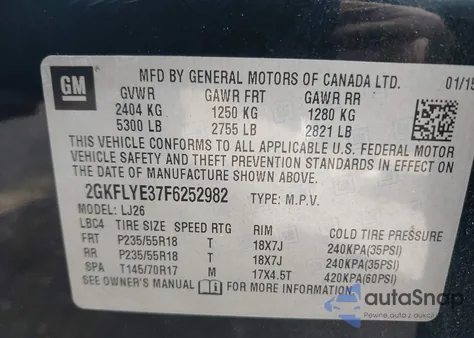 GM
MFD BY GENERAL MOTORS OF CANADA LTD. 01/15
GVWR GAWR FRT GAWR RR
2404 KG 1250 KG 1280 KG
5300 LB 2755 LB 2821 LB
THIS VEHICLE CONFORMS TO ALL APPLICABLE U.S. FEDERAL MOTOR
VEHICLE SAFETY AND THEFT PREVENTION STANDARDS IN EFFECT ON
THE DATE OF MANUFACTURE SHOWN ABOVE.
2GKFLYE37F6252982 TYPE: M.P.V.
MODEL: LJ26
LBC4 TIRE SIZE SPEED RTG RIM COLD TIRE PRESSURE
FRT P235/55R18 T 18X7J 240KPA(35PSI)
RR P235/55R18 T 18X7J 240KPA(35PSI)
SPA T145/70R17 M 17X4.5T 420KPA(60PSI)
SEE OWNER'S MANUAL FOR MORE INFORMATION.
autoSnap
Pewne auto z USA